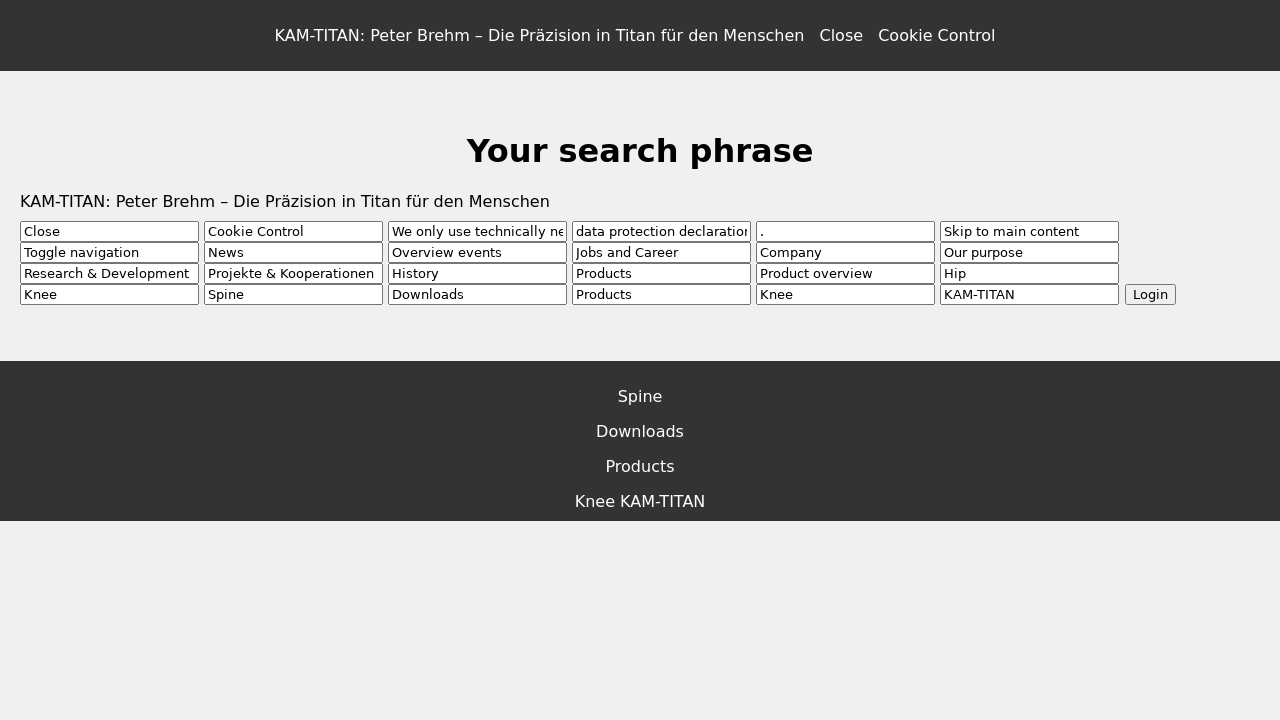 KAM-TITAN: Peter Brehm – Die Präzision in Titan für den Menschen Close Cookie Control
Your search phrase
KAM-TITAN: Peter Brehm – Die Präzision in Titan für den Menschen
Close Cookie Control We only use technically data protection declaration . Skip to main content
Toggle navigation News Overview events Jobs and Career Company Our purpose
Research & Development Projekte & Kooperationen History Products Product overview Hip
Knee Spine Downloads Products Knee KAM-TITAN Login
Spine
Downloads
Products
Knee KAM-TITAN